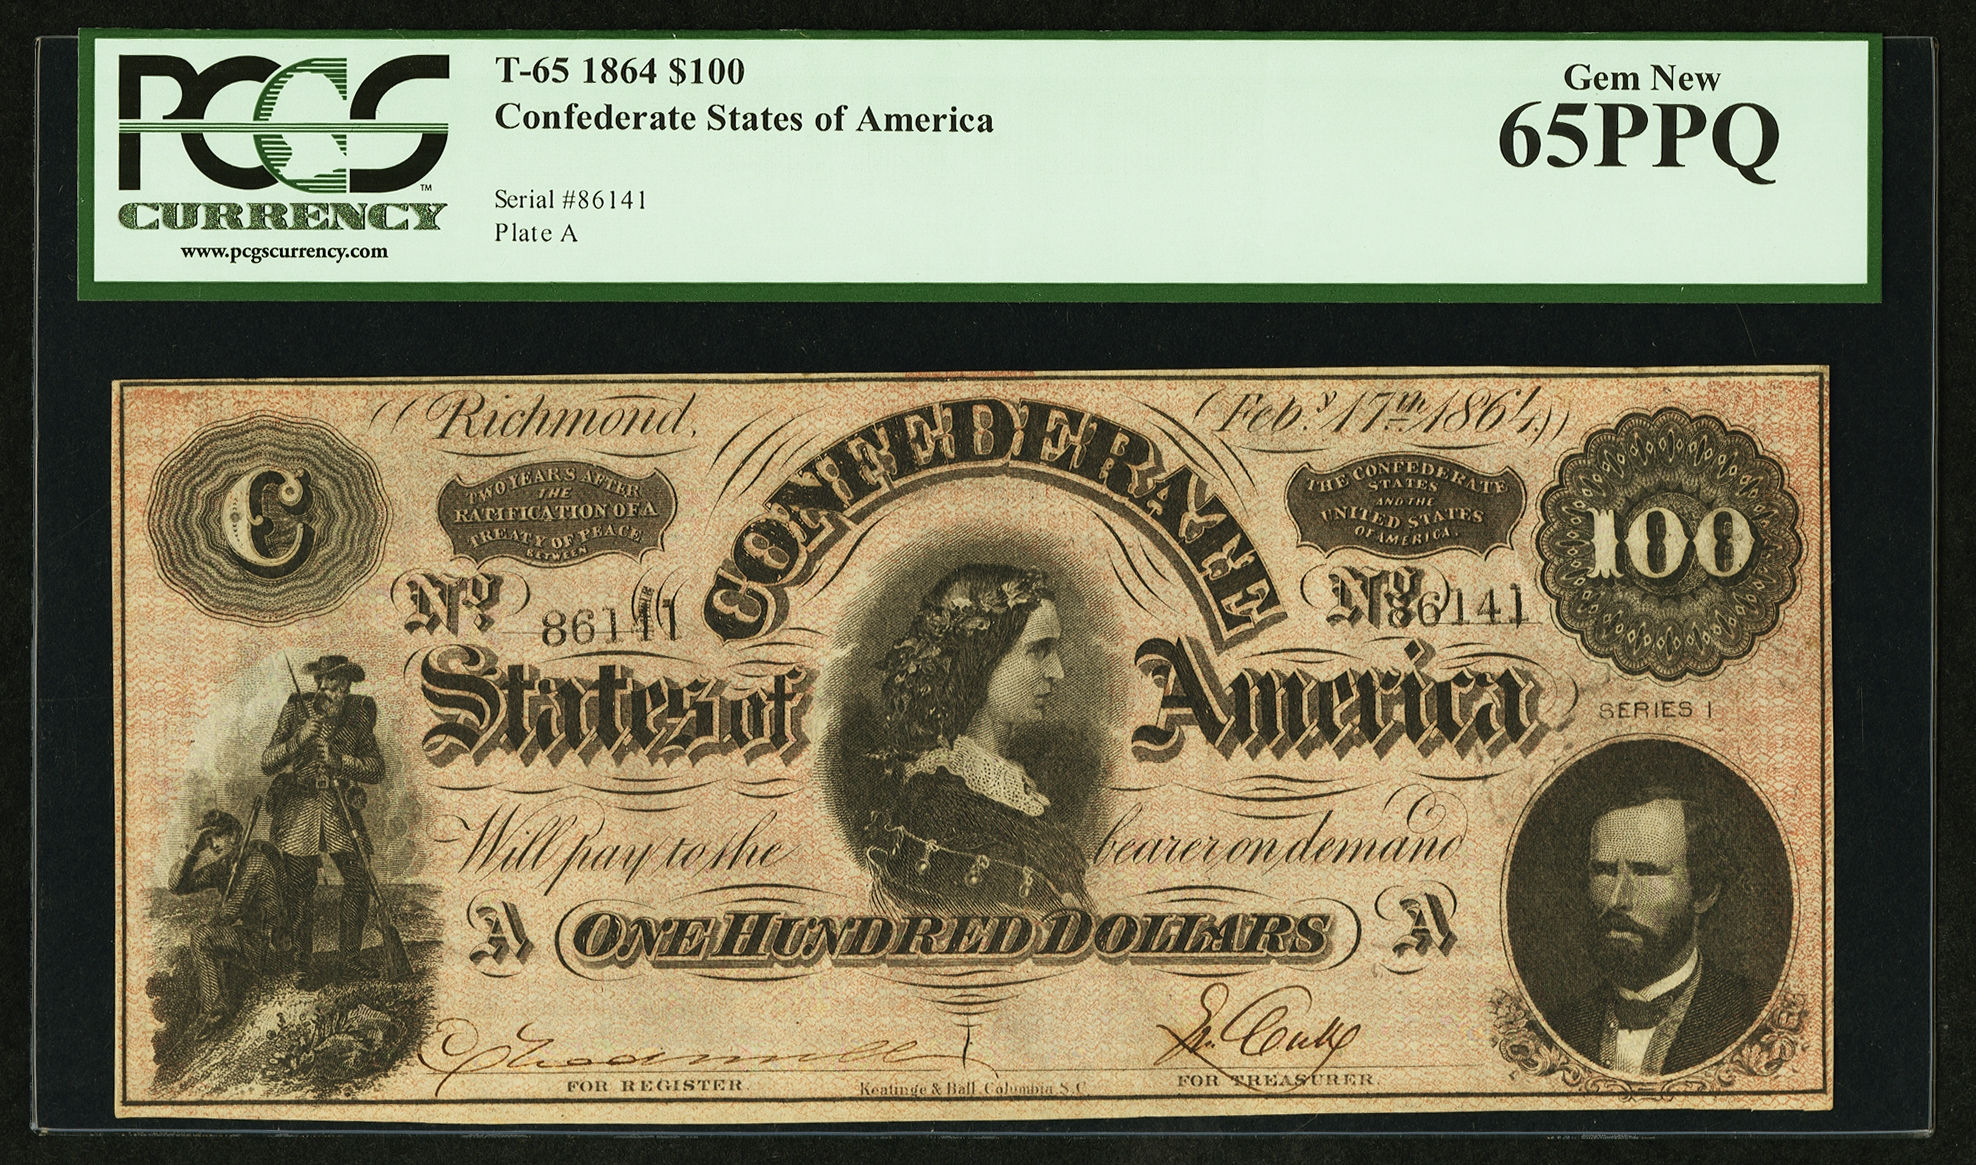 PCGS™
CURRENCY
www.pcgscurrency.com
T-65 1864 $100
Confederate States of America
Serial #86141
Plate A
Gem New
65PPQ
Richmond, Feb.y 17th 1864.
C
TWO YEARS AFTER
THE
RATIFICATION OF A
TREATY OF PEACE
BETWEEN
THE CONFEDERATE
STATES
AND THE
UNITED STATES
OF AMERICA.
100
CONFEDERATE
No 86141
No 86141
States of America
SERIES 1
Will pay to the bearer on demand
A ONE HUNDRED DOLLARS A
FOR REGISTER.
Keatinge & Ball, Columbia, S.C.
FOR TREASURER.